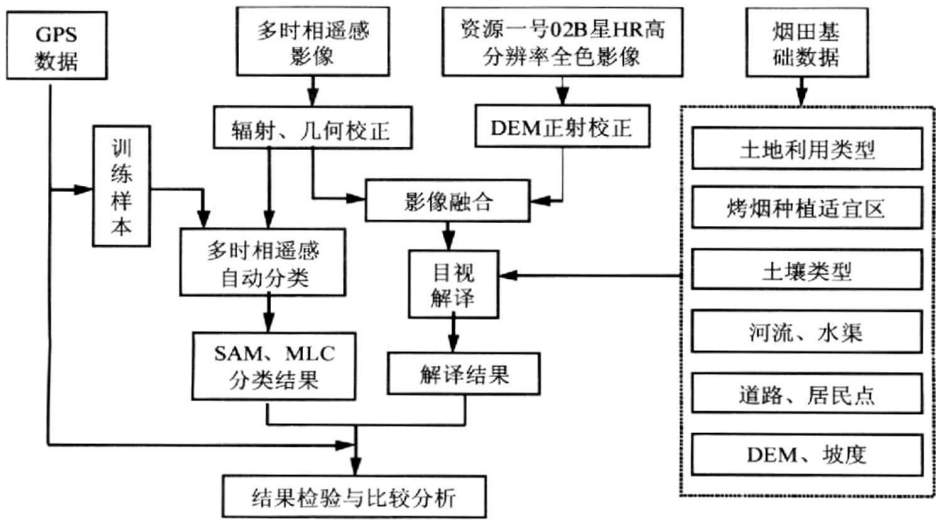 GPS
数据
多时相遥感
影像
资源一号02B星HR高
分辨率全色影像
烟田基
础数据
辐射、几何校正
DEM正射校正
训
练
样
本
影像融合
多时相遥感
自动分类
目视
解译
SAM、MLC
分类结果
解译结果
结果检验与比较分析
土地利用类型
烤烟种植适宜区
土壤类型
河流、水渠
道路、居民点
DEM、坡度